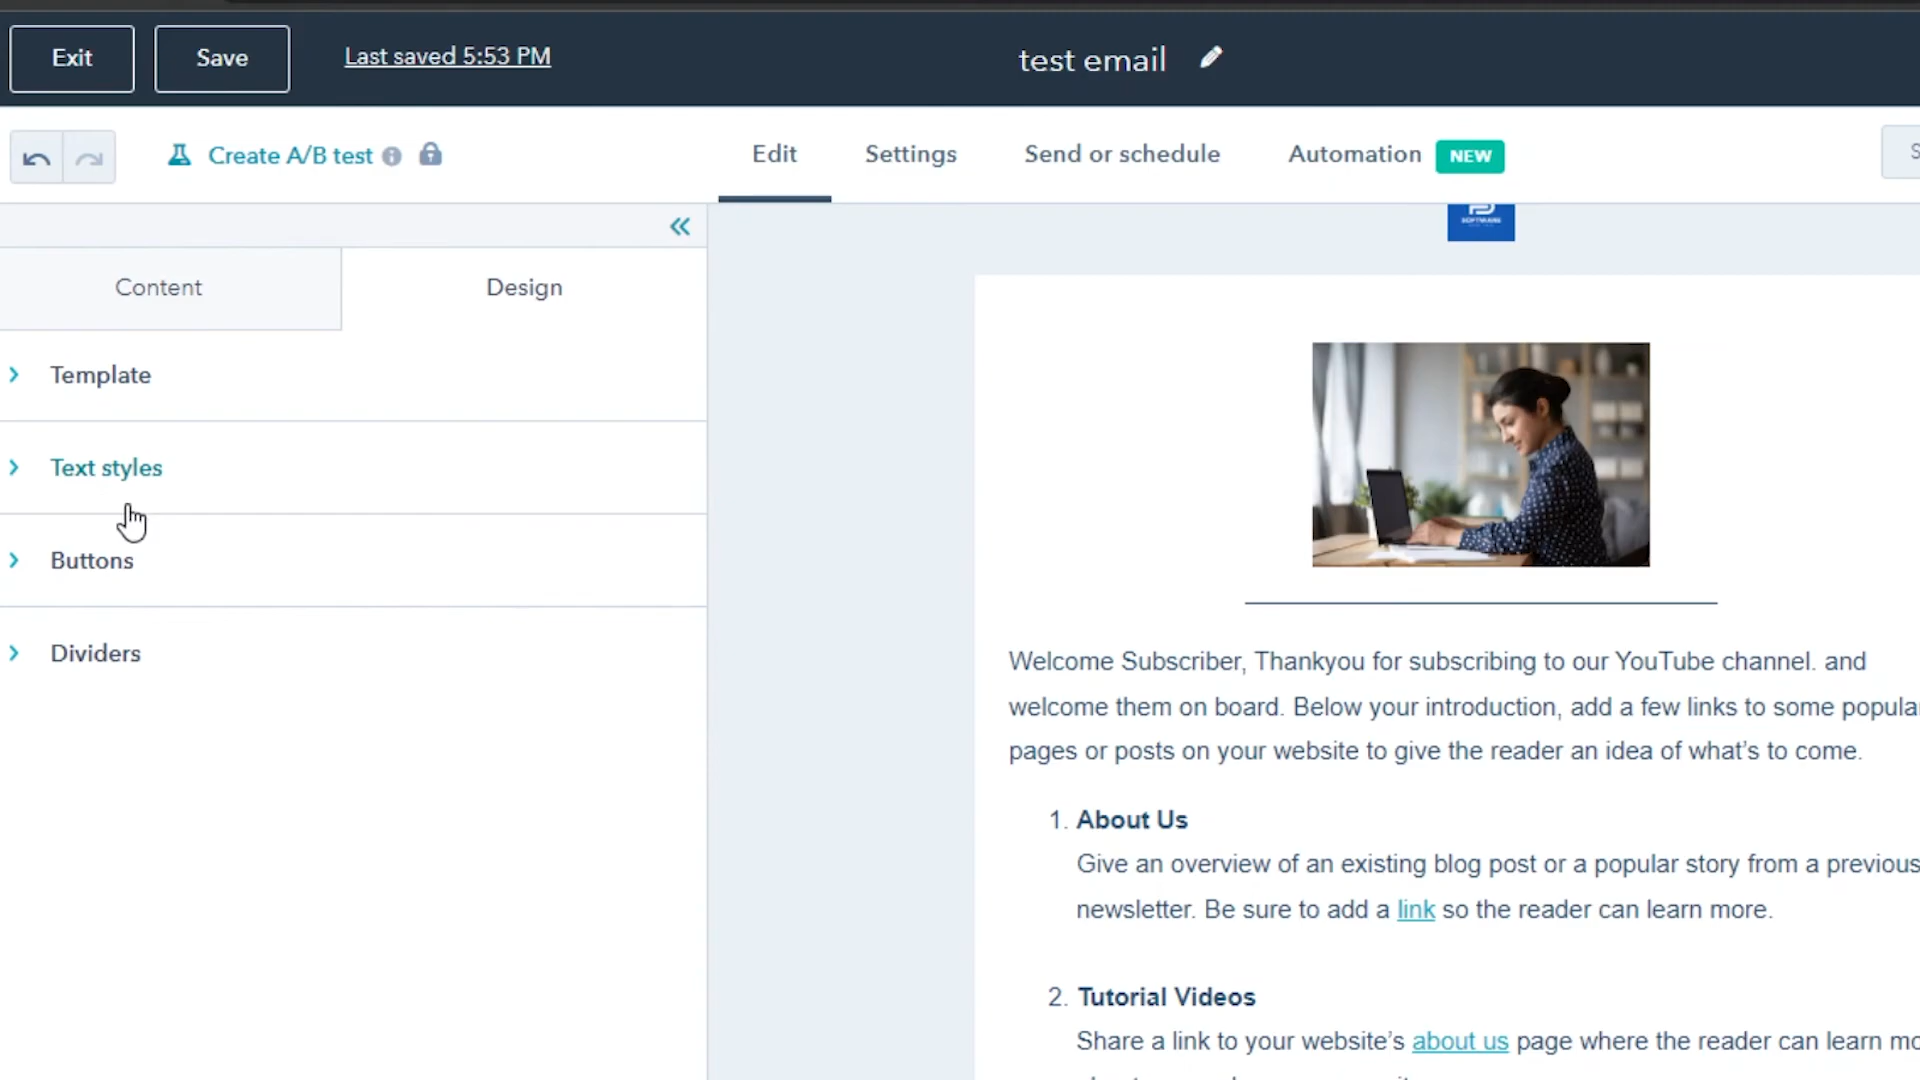 Exit
Save
Last saved 5:53 PM
test email
Create A/B test
Edit
Settings
Send or schedule
Automation
NEW
S
SOFTWARE
Content
Design
Template
Text styles
Buttons
Dividers
Welcome Subscriber, Thankyou for subscribing to our YouTube channel. and
welcome them on board. Below your introduction, add a few links to some popular
pages or posts on your website to give the reader an idea of what’s to come.
1. About Us
Give an overview of an existing blog post or a popular story from a previous
newsletter. Be sure to add a link so the reader can learn more.
2. Tutorial Videos
Share a link to your website’s about us page where the reader can learn mo